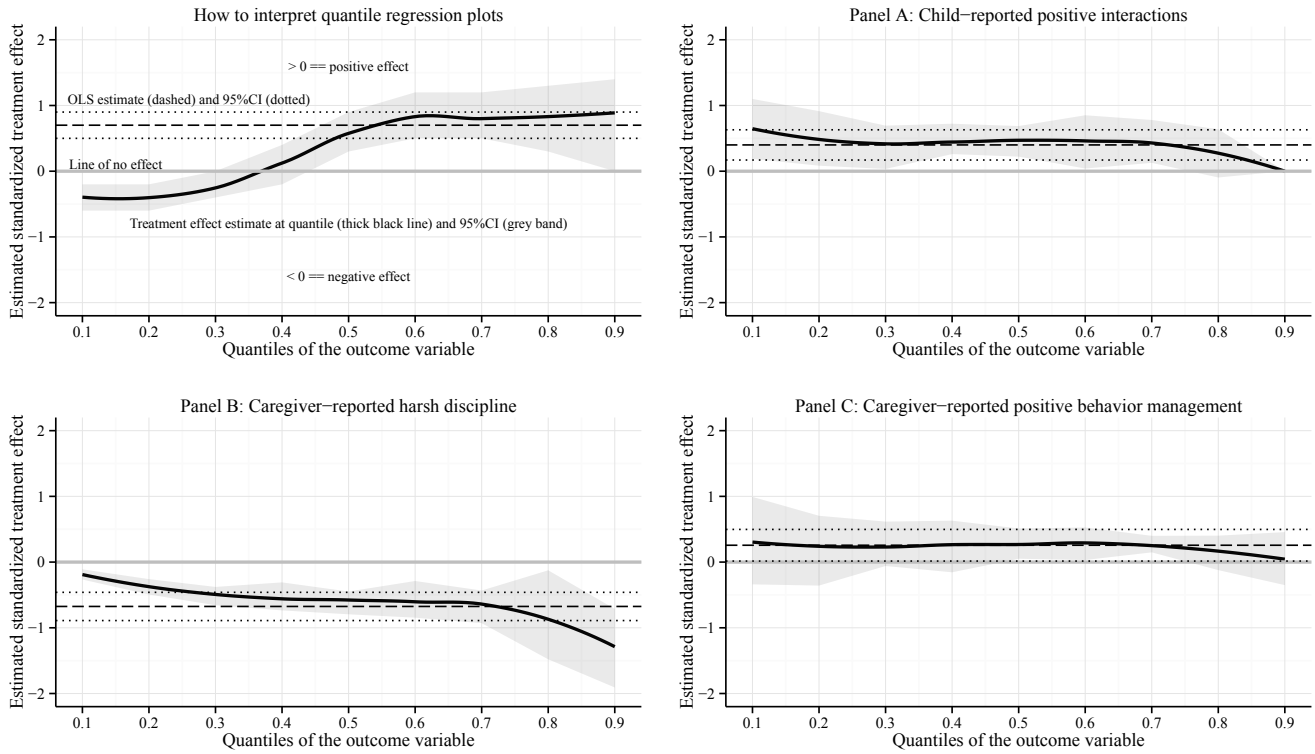 How to interpret quantile regression plots
Estimated standardized treatment effect
2
1
0
−1
−2
> 0 == positive effect
OLS estimate (dashed) and 95%CI (dotted)
Line of no effect
Treatment effect estimate at quantile (thick black line) and 95%CI (grey band)
< 0 == negative effect
0.1 0.2 0.3 0.4 0.5 0.6 0.7 0.8 0.9
Quantiles of the outcome variable
Panel A: Child−reported positive interactions
Estimated standardized treatment effect
2
1
0
−1
−2
0.1 0.2 0.3 0.4 0.5 0.6 0.7 0.8 0.9
Quantiles of the outcome variable
Panel B: Caregiver−reported harsh discipline
Estimated standardized treatment effect
2
1
0
−1
−2
0.1 0.2 0.3 0.4 0.5 0.6 0.7 0.8 0.9
Quantiles of the outcome variable
Panel C: Caregiver−reported positive behavior management
Estimated standardized treatment effect
2
1
0
−1
−2
0.1 0.2 0.3 0.4 0.5 0.6 0.7 0.8 0.9
Quantiles of the outcome variable